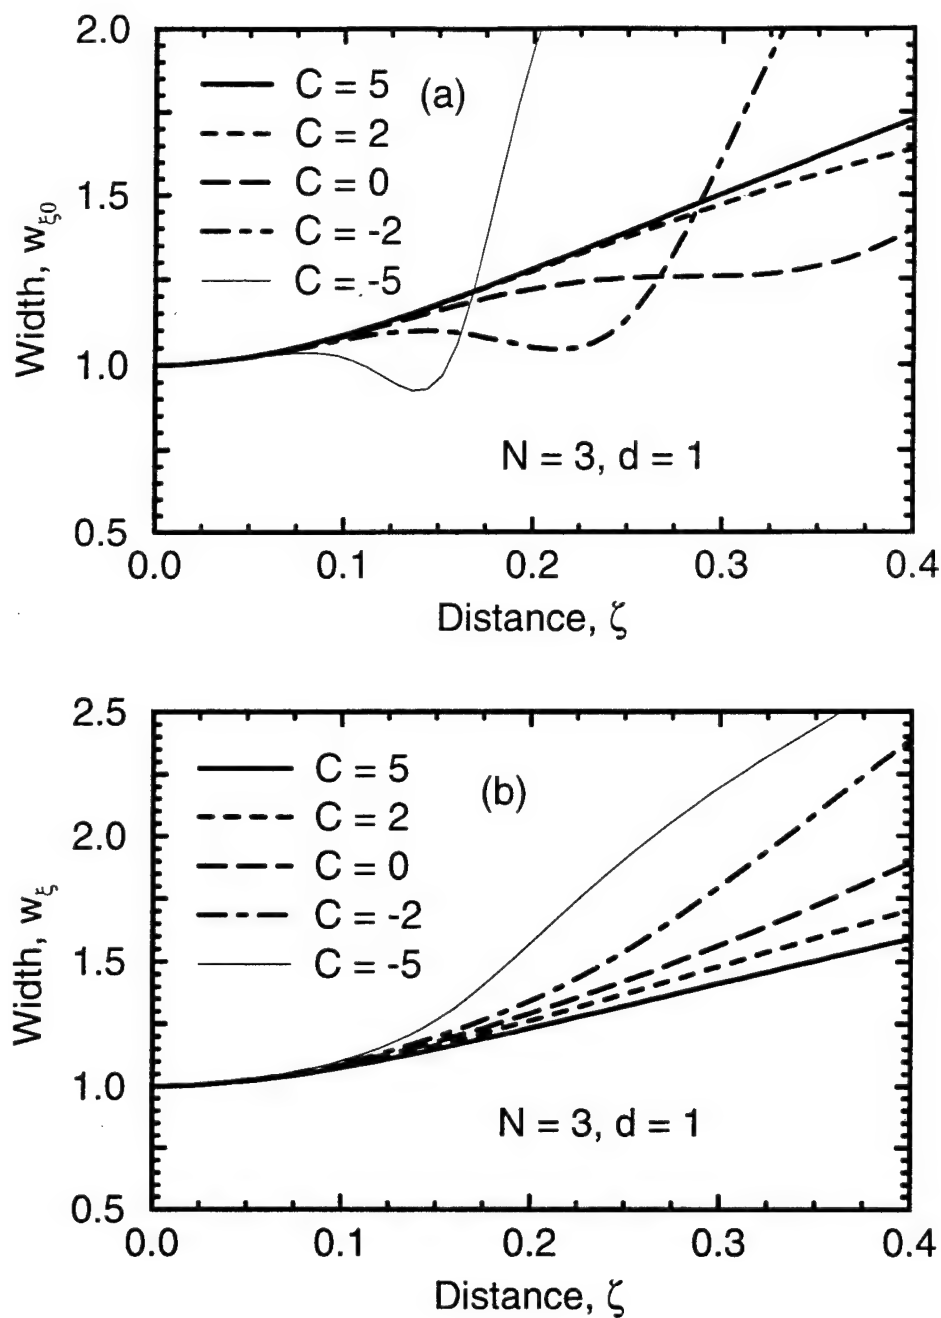 2.0
C = 5
(a)
C = 2
C = 0
C = -2
C = -5
1.5
1.0
0.5
Width, wξ0
N = 3, d = 1
0.0 0.1 0.2 0.3 0.4
Distance, ζ
2.5
C = 5
(b)
C = 2
C = 0
C = -2
C = -5
2.0
1.5
1.0
0.5
Width, wξ
N = 3, d = 1
0.0 0.1 0.2 0.3 0.4
Distance, ζ